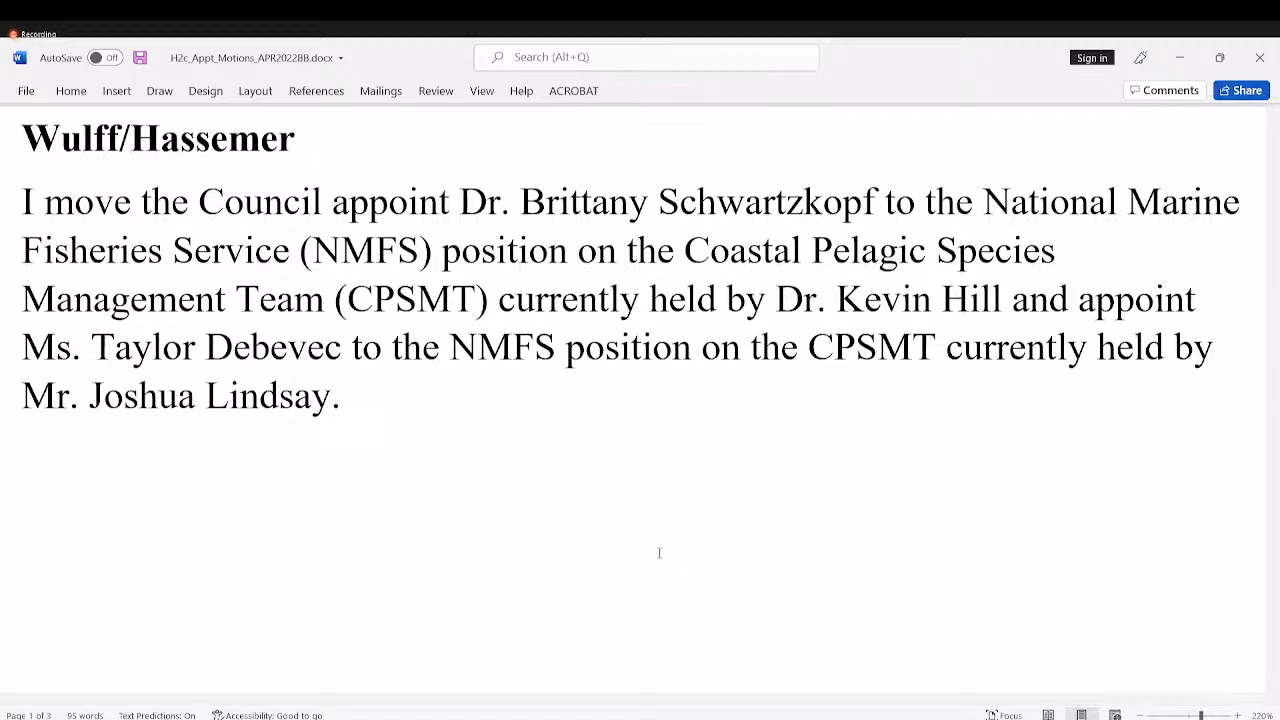 Recording
AutoSave Off H2c_Appt_Motions_APR2022BB.docx Search (Alt+Q) Sign in
File Home Insert Draw Design Layout References Mailings Review View Help ACROBAT Comments Share
Wulff/Hassemer
I move the Council appoint Dr. Brittany Schwartzkopf to the National Marine
Fisheries Service (NMFS) position on the Coastal Pelagic Species
Management Team (CPSMT) currently held by Dr. Kevin Hill and appoint
Ms. Taylor Debevec to the NMFS position on the CPSMT currently held by
Mr. Joshua Lindsay.
Page 1 of 3 95 words Text Predictions: On Accessibility: Good to go Focus 220%